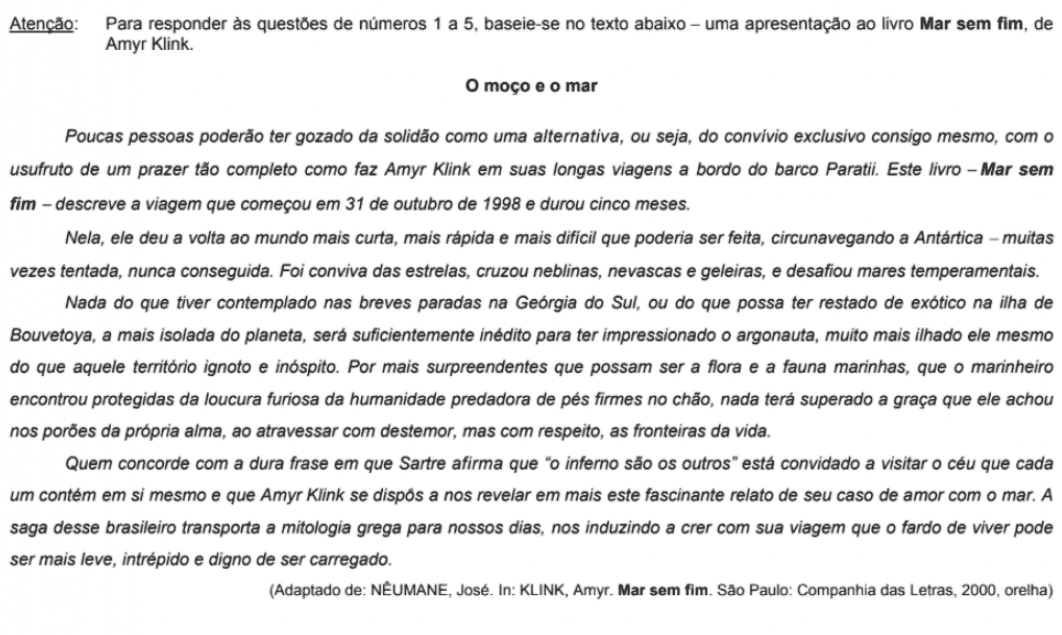 Atenção: Para responder às questões de números 1 a 5, baseie-se no texto abaixo – uma apresentação ao livro Mar sem fim, de
Amyr Klink.
O moço e o mar
Poucas pessoas poderão ter gozado da solidão como uma alternativa, ou seja, do convívio exclusivo consigo mesmo, com o
usufruto de um prazer tão completo como faz Amyr Klink em suas longas viagens a bordo do barco Paratii. Este livro – Mar sem
fim – descreve a viagem que começou em 31 de outubro de 1998 e durou cinco meses.
Nela, ele deu a volta ao mundo mais curta, mais rápida e mais difícil que poderia ser feita, circunavegando a Antártica – muitas
vezes tentada, nunca conseguida. Foi conviva das estrelas, cruzou neblinas, nevascas e geleiras, e desafiou mares temperamentais.
Nada do que tiver contemplado nas breves paradas na Geórgia do Sul, ou do que possa ter restado de exótico na ilha de
Bouvetoya, a mais isolada do planeta, será suficientemente inédito para ter impressionado o argonauta, muito mais ilhado ele mesmo
do que aquele território ignoto e inóspito. Por mais surpreendentes que possam ser a flora e a fauna marinhas, que o marinheiro
encontrou protegidas da loucura furiosa da humanidade predadora de pés firmes no chão, nada terá superado a graça que ele achou
nos porões da própria alma, ao atravessar com destemor, mas com respeito, as fronteiras da vida.
Quem concorde com a dura frase em que Sartre afirma que “o inferno são os outros” está convidado a visitar o céu que cada
um contém em si mesmo e que Amyr Klink se dispôs a nos revelar em mais este fascinante relato de seu caso de amor com o mar. A
saga desse brasileiro transporta a mitologia grega para nossos dias, nos induzindo a crer com sua viagem que o fardo de viver pode
ser mais leve, intrépido e digno de ser carregado.
(Adaptado de: NÊUMANE, José. In: KLINK, Amyr. Mar sem fim. São Paulo: Companhia das Letras, 2000, orelha)